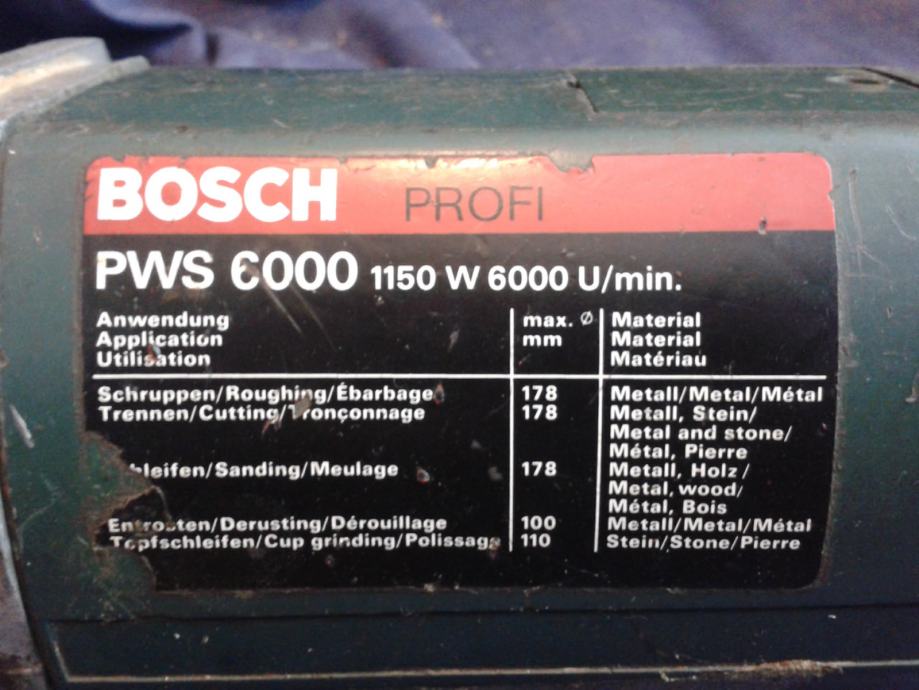 BOSCH PROFI
PWS 6000 1150 W 6000 U/min.
Anwendung max. Ø Material
Application mm Material
Utilisation Matériau
Schruppen/Roughing/Ébarbage 178 Metall/Metal/Métal
Trennen/Cutting/Tronçonnage 178 Metall, Stein/
Metal and stone/
Métal, Pierre
Schleifen/Sanding/Meulage 178 Metall, Holz/
Metal, wood/
Métal, Bois
Entrosten/Derusting/Dérouillage 100 Metall/Metal/Métal
Topfschleifen/Cup grinding/Polissage 110 Stein/Stone/Pierre